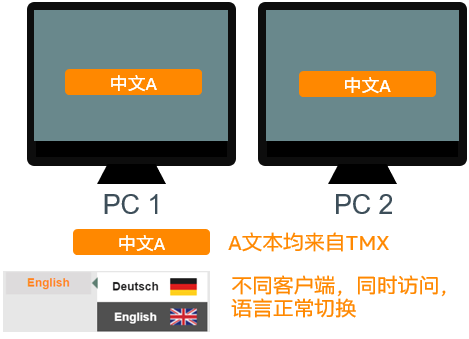 中文A
中文A
PC 1
PC 2
中文A
A文本均来自TMX
English
Deutsch
English
不同客户端，同时访问，
语言正常切换